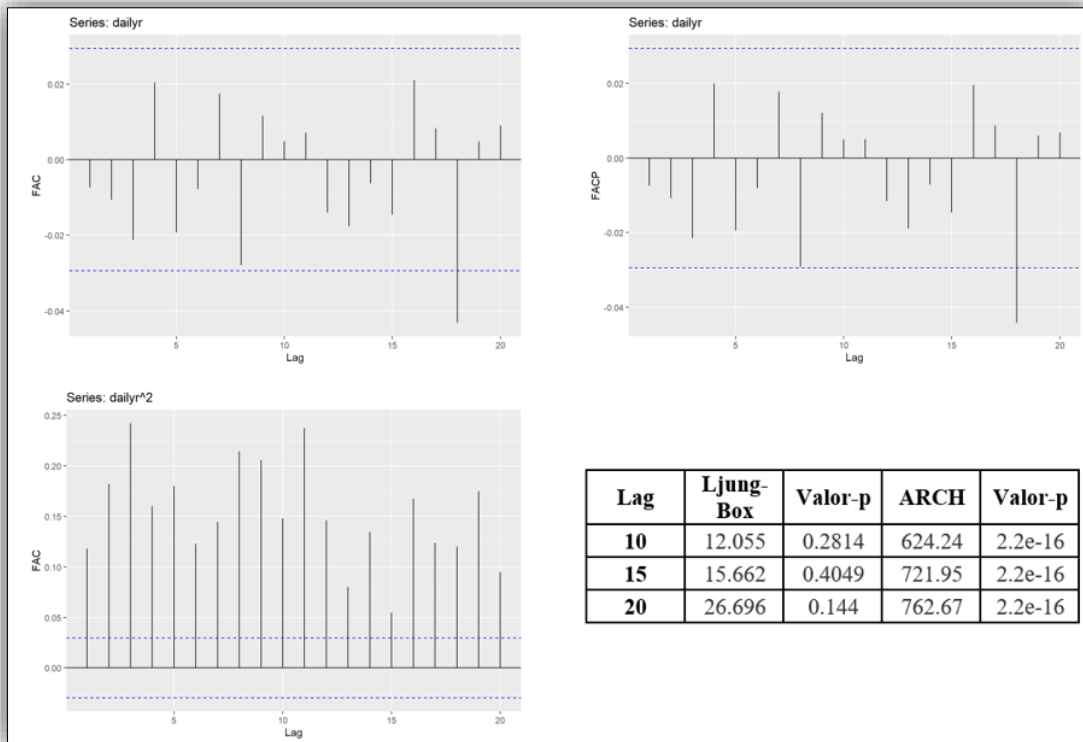 Series: dailyr
0.02
0.00
-0.02
-0.04
FAC
5
10
15
20
Lag
Series: dailyr
0.02
0.00
-0.02
-0.04
FACP
5
10
15
20
Lag
Series: dailyr^2
0.25
0.20
0.15
0.10
0.05
0.00
FAC
5
10
15
20
Lag
Lag Ljung-Box Valor-p ARCH Valor-p
10 12.055 0.2814 624.24 2.2e-16
15 15.662 0.4049 721.95 2.2e-16
20 26.696 0.144 762.67 2.2e-16